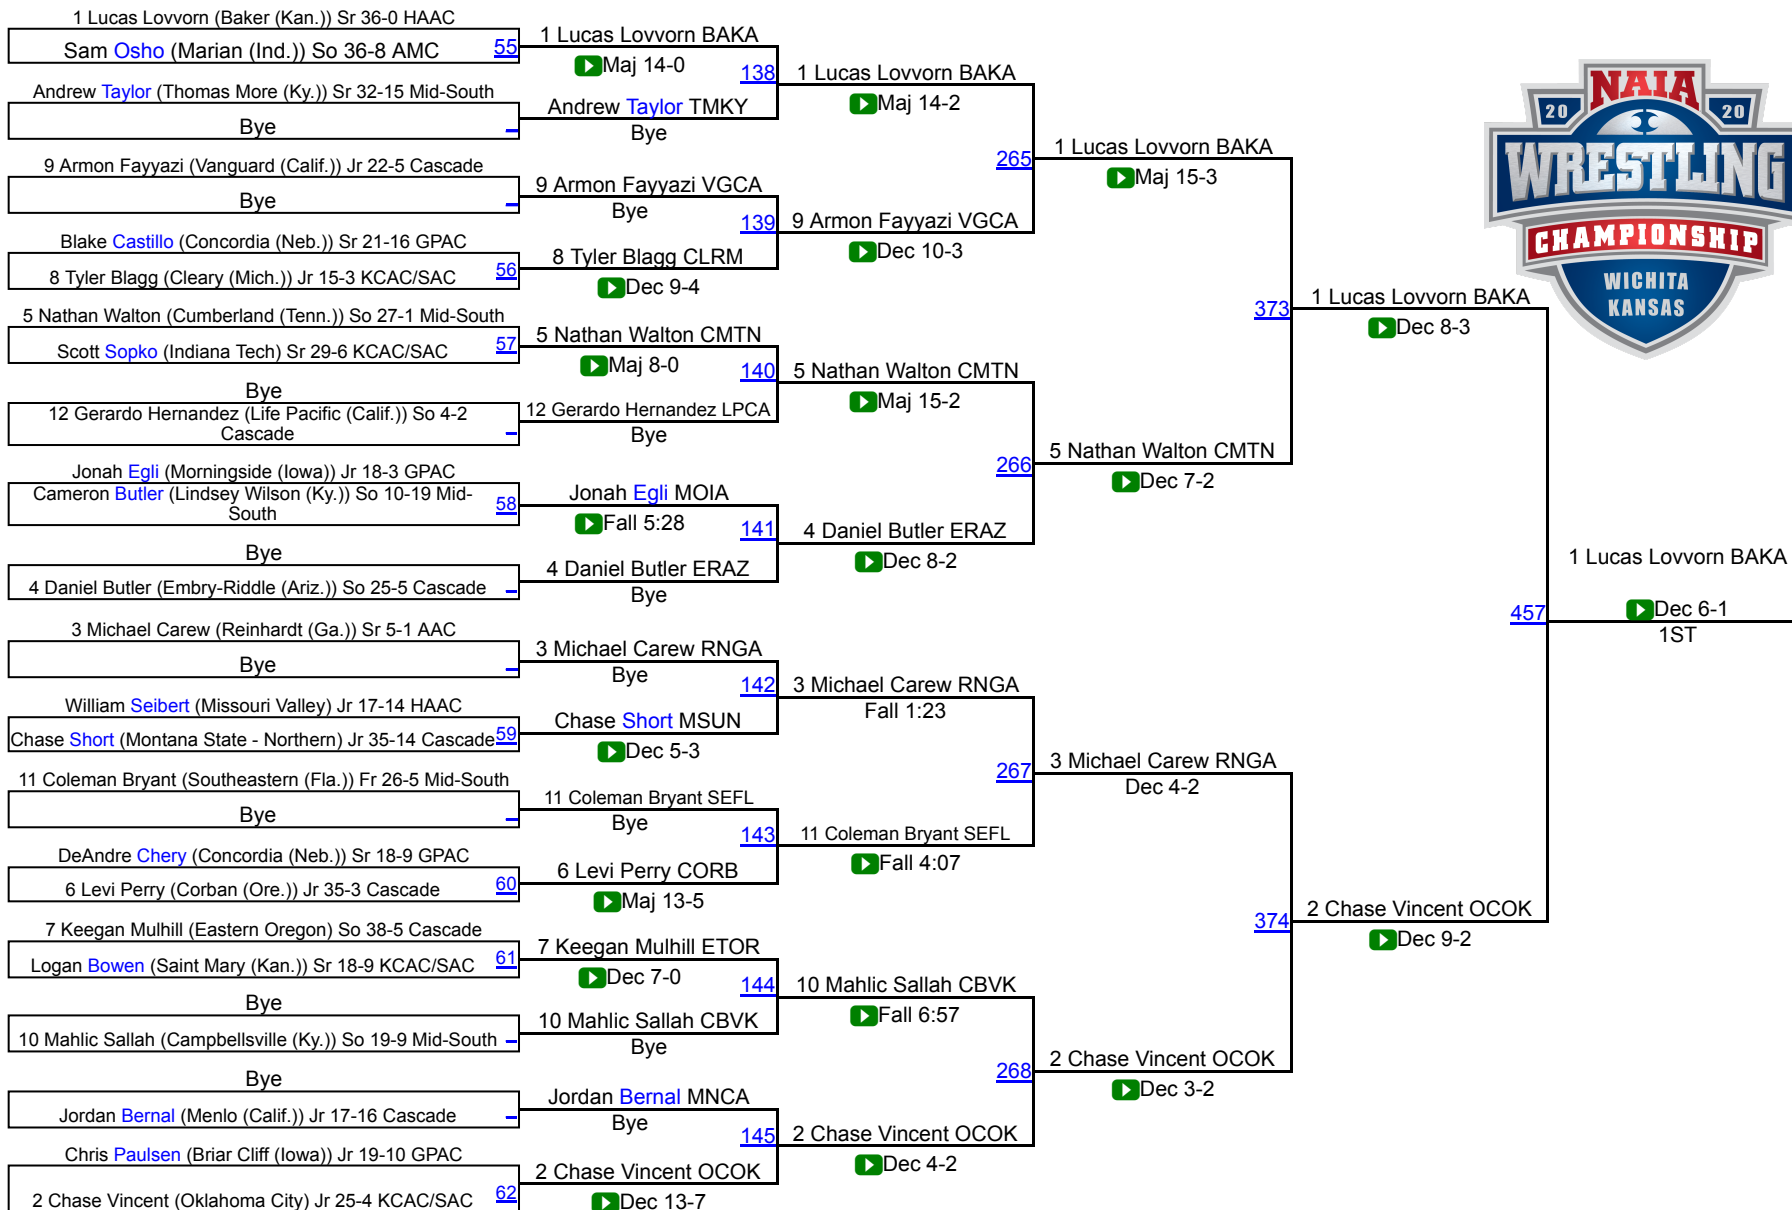 1 Lucas Lovvorn (Baker (Kan.)) Sr 36-0 HAAC
Sam Osho (Marian (Ind.)) So 36-8 AMC
55
Andrew Taylor (Thomas More (Ky.)) Sr 32-15 Mid-South
Bye
9 Armon Fayyazi (Vanguard (Calif.)) Jr 22-5 Cascade
Bye
Blake Castillo (Concordia (Neb.)) Sr 21-16 GPAC
8 Tyler Blagg (Cleary (Mich.)) Jr 15-3 KCAC/SAC
56
5 Nathan Walton (Cumberland (Tenn.)) So 27-1 Mid-South
Scott Sopko (Indiana Tech) Sr 29-6 KCAC/SAC
57
Bye
12 Gerardo Hernandez (Life Pacific (Calif.)) So 4-2
Cascade
Jonah Egli (Morningside (Iowa)) Jr 18-3 GPAC
Cameron Butler (Lindsey Wilson (Ky.)) So 10-19 Mid-
South
58
Bye
4 Daniel Butler (Embry-Riddle (Ariz.)) So 25-5 Cascade
3 Michael Carew (Reinhardt (Ga.)) Sr 5-1 AAC
Bye
William Seibert (Missouri Valley) Jr 17-14 HAAC
Chase Short (Montana State - Northern) Jr 35-14 Cascade
59
11 Coleman Bryant (Southeastern (Fla.)) Fr 26-5 Mid-South
Bye
DeAndre Chery (Concordia (Neb.)) Sr 18-9 GPAC
6 Levi Perry (Corban (Ore.)) Jr 35-3 Cascade
60
7 Keegan Mulhill (Eastern Oregon) So 38-5 Cascade
Logan Bowen (Saint Mary (Kan.)) Sr 18-9 KCAC/SAC
61
Bye
10 Mahlic Sallah (Campbellsville (Ky.)) So 19-9 Mid-South
Bye
Jordan Bernal (Menlo (Calif.)) Jr 17-16 Cascade
Chris Paulsen (Briar Cliff (Iowa)) Jr 19-10 GPAC
2 Chase Vincent (Oklahoma City) Jr 25-4 KCAC/SAC
62
1 Lucas Lovvorn BAKA
Maj 14-0
138
Andrew Taylor TMKY
Bye
9 Armon Fayyazi VGCA
Bye
139
8 Tyler Blagg CLRM
Dec 9-4
5 Nathan Walton CMTN
Maj 8-0
140
12 Gerardo Hernandez LPCA
Bye
Jonah Egli MOIA
Fall 5:28
141
4 Daniel Butler ERAZ
Bye
3 Michael Carew RNGA
Bye
142
Chase Short MSUN
Dec 5-3
11 Coleman Bryant SEFL
Bye
143
6 Levi Perry CORB
Maj 13-5
7 Keegan Mulhill ETOR
Dec 7-0
144
10 Mahlic Sallah CBVK
Bye
Jordan Bernal MNCA
Bye
145
2 Chase Vincent OCOK
Dec 13-7
1 Lucas Lovvorn BAKA
Maj 14-2
265
9 Armon Fayyazi VGCA
Dec 10-3
5 Nathan Walton CMTN
Maj 15-2
266
4 Daniel Butler ERAZ
Dec 8-2
3 Michael Carew RNGA
Fall 1:23
267
11 Coleman Bryant SEFL
Fall 4:07
10 Mahlic Sallah CBVK
Fall 6:57
268
2 Chase Vincent OCOK
Dec 4-2
1 Lucas Lovvorn BAKA
Maj 15-3
373
5 Nathan Walton CMTN
Dec 7-2
3 Michael Carew RNGA
Dec 4-2
374
2 Chase Vincent OCOK
Dec 3-2
1 Lucas Lovvorn BAKA
Dec 8-3
457
2 Chase Vincent OCOK
Dec 9-2
1 Lucas Lovvorn BAKA
Dec 6-1
1ST
NAIA
20 20
WRESTLING
CHAMPIONSHIP
WICHITA
KANSAS